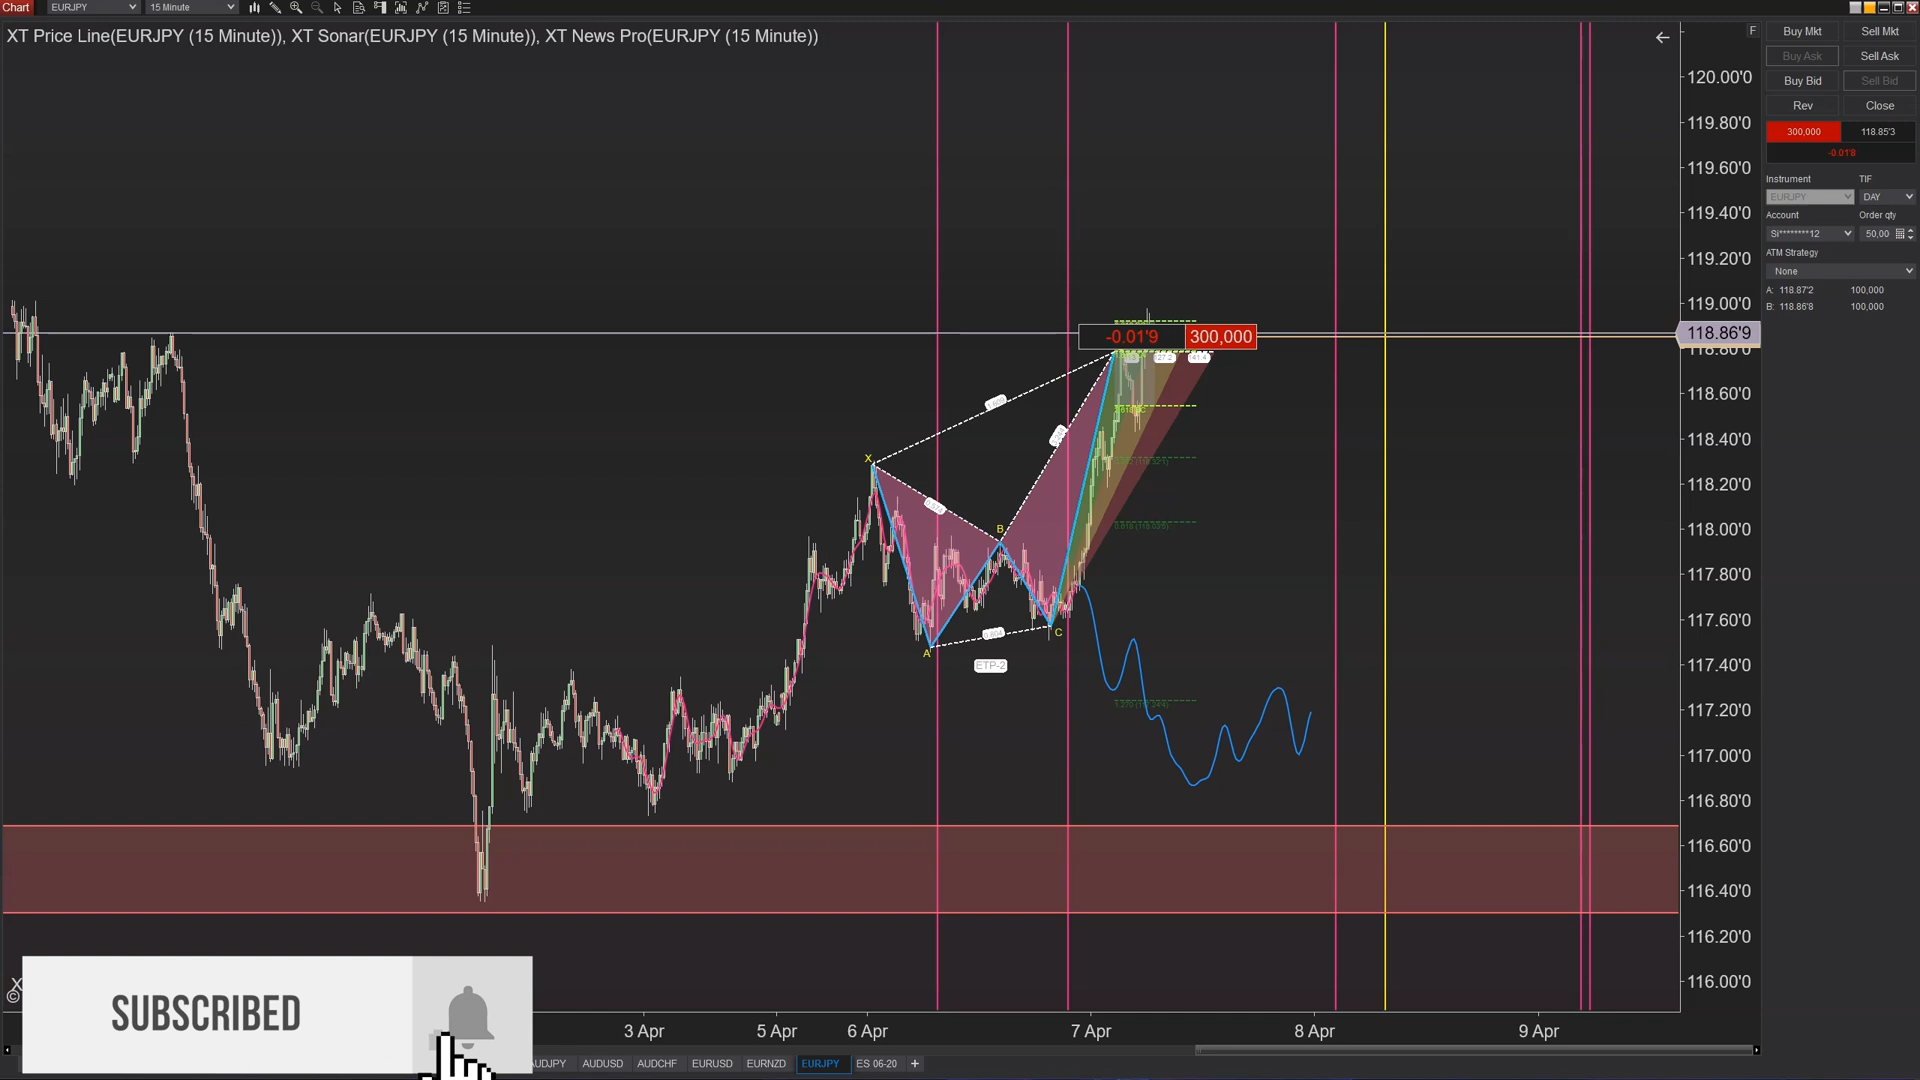 Chart EURJPY 15 Minute
XT Price Line(EURJPY (15 Minute)), XT Sonar(EURJPY (15 Minute)), XT News Pro(EURJPY (15 Minute))
F
Buy Mkt Sell Mkt
Buy Ask Sell Ask
Buy Bid Sell Bid
Rev Close
300,000 118.85'3
-0.01'8
Instrument TIF
EURJPY DAY
Account Order qty
Si********12 50,00
ATM Strategy
None
A: 118.87'2 100,000
B: 118.86'8 100,000
120.00'0
119.80'0
119.60'0
119.40'0
119.20'0
119.00'0
118.86'9
118.80'0
118.60'0
118.40'0
118.20'0
118.00'0
117.80'0
117.60'0
117.40'0
117.20'0
117.00'0
116.80'0
116.60'0
116.40'0
116.20'0
116.00'0
-0.01'9 300,000
141.4
X
B
A
C
ETP-2
SUBSCRIBED
3 Apr 5 Apr 6 Apr 7 Apr 8 Apr 9 Apr
AUDUSD AUDCHF EURUSD EURNZD EURJPY ES 06-20 +